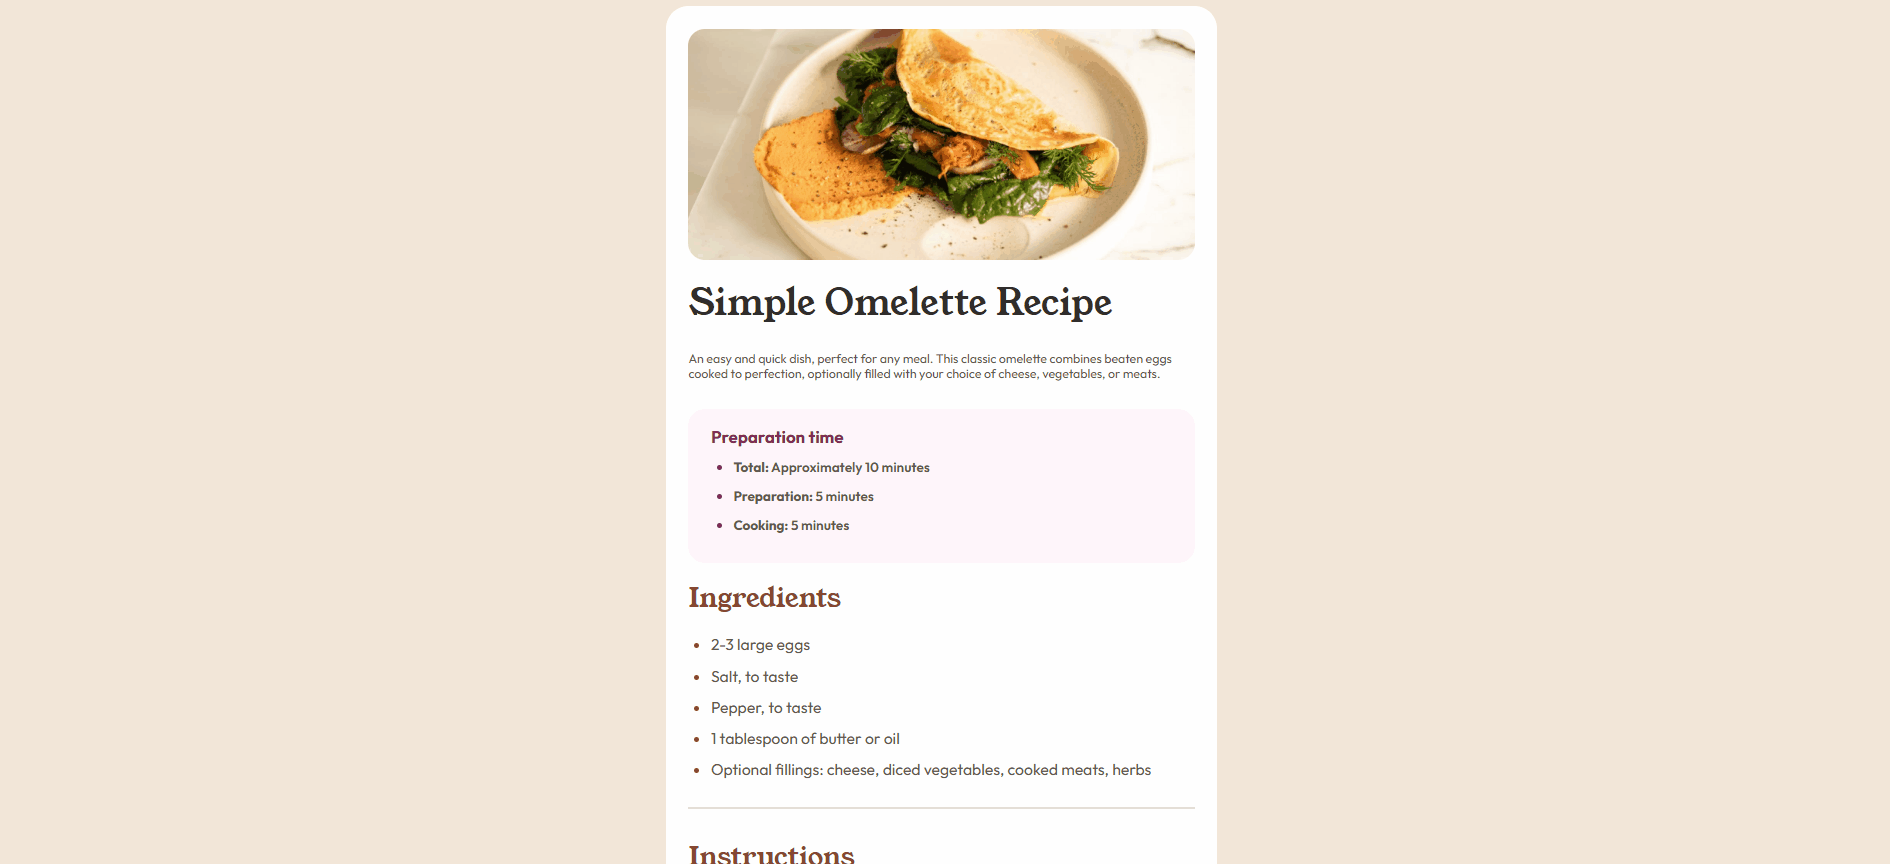 Simple Omelette Recipe
An easy and quick dish, perfect for any meal. This classic omelette combines beaten eggs
cooked to perfection, optionally filled with your choice of cheese, vegetables, or meats.
Preparation time
Total: Approximately 10 minutes
Preparation: 5 minutes
Cooking: 5 minutes
Ingredients
2-3 large eggs
Salt, to taste
Pepper, to taste
1 tablespoon of butter or oil
Optional fillings: cheese, diced vegetables, cooked meats, herbs
Instructions